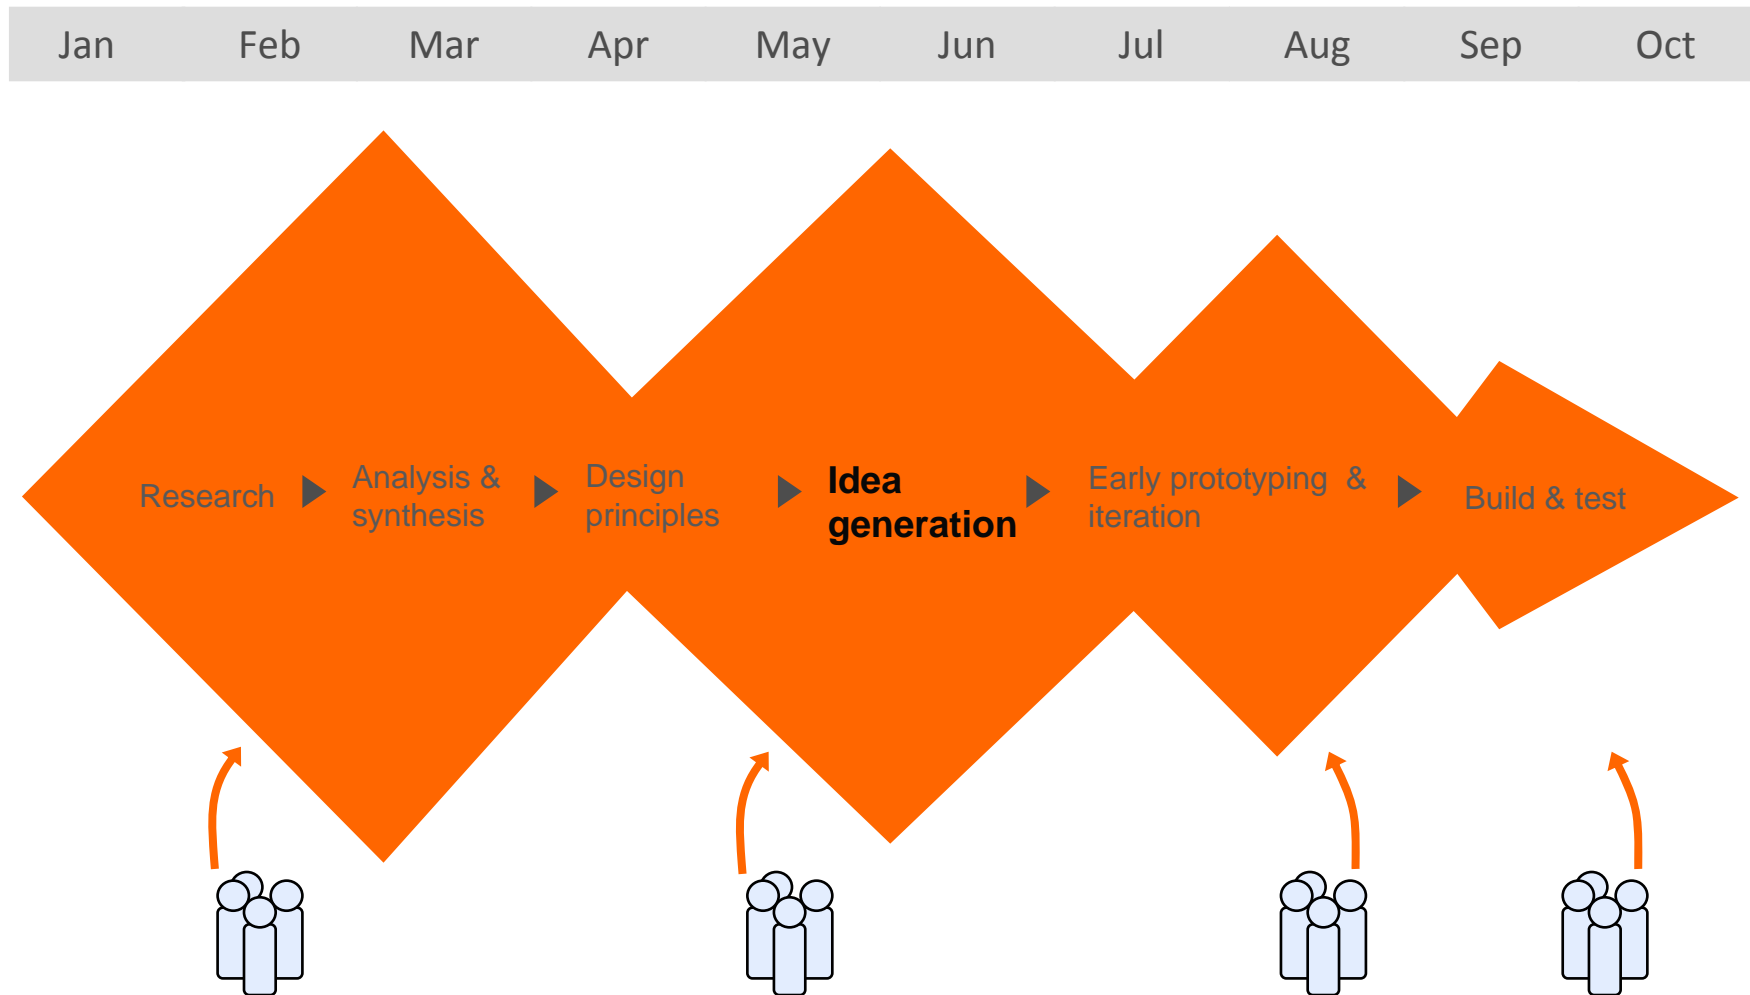 Jan Feb Mar Apr May Jun Jul Aug Sep Oct
Research
Analysis &
synthesis
Design
principles
Idea
generation
Early prototyping &
iteration
Build & test